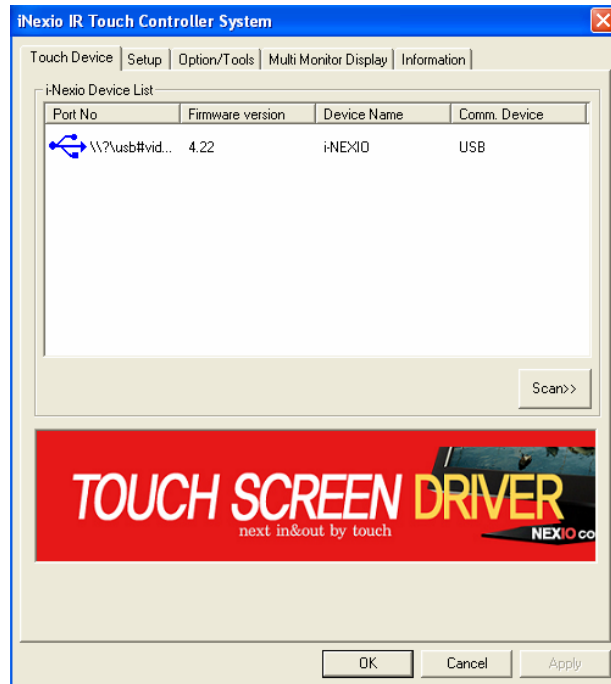 iNexio IR Touch Controller System
Touch Device Setup Option/Tools Multi Monitor Display Information
i-Nexio Device List
Port No Firmware version Device Name Comm. Device
\\?\usb#vid... 4.22 i-NEXIO USB
Scan>>
TOUCH SCREEN DRIVER
next in&out by touch
NEXIO co
OK Cancel Apply